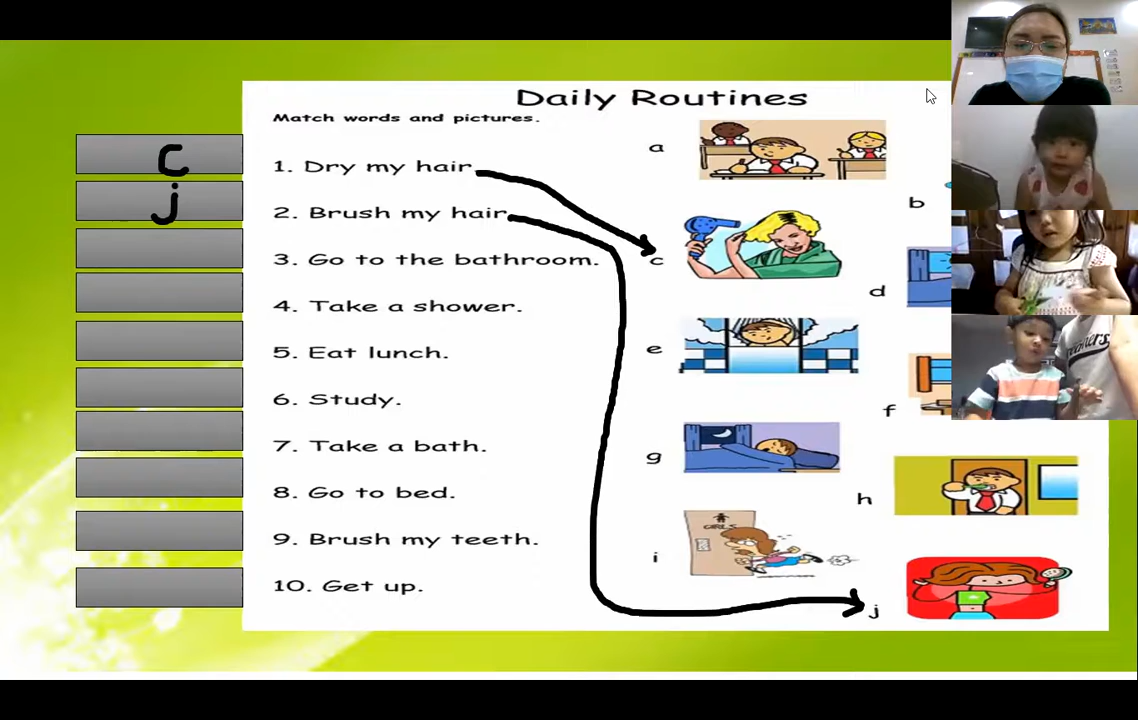 Daily Routines
Match words and pictures.
c
j
1. Dry my hair.
2. Brush my hair.
3. Go to the bathroom.
4. Take a shower.
5. Eat lunch.
6. Study.
7. Take a bath.
8. Go to bed.
9. Brush my teeth.
10. Get up.
a
b
c
d
e
f
g
h
i
GIRLS
j